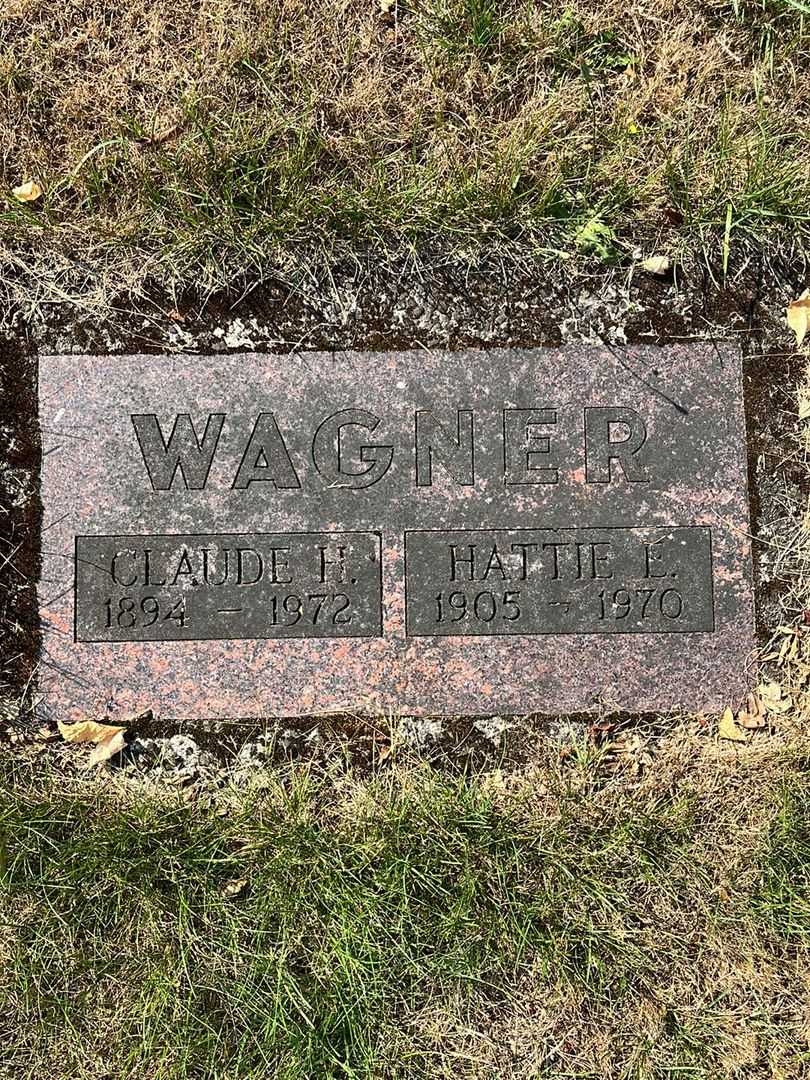 WAGNER
CLAUDE H.
1894 - 1972
HATTIE E.
1905 - 1970